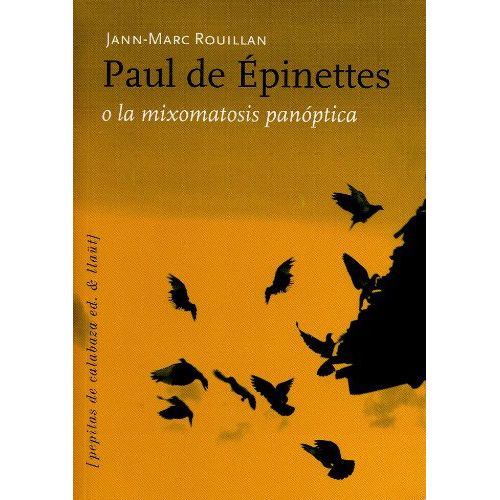 Jann-Marc Rouillan
Paul de Épinettes
o la mixomatosis panóptica
[pepitas de calabaza ed. & llaüt]